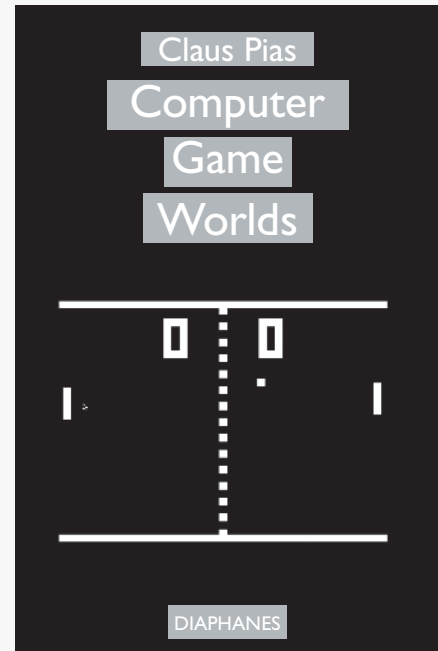 Claus Pias
Computer
Game
Worlds
0 0
DIAPHANES